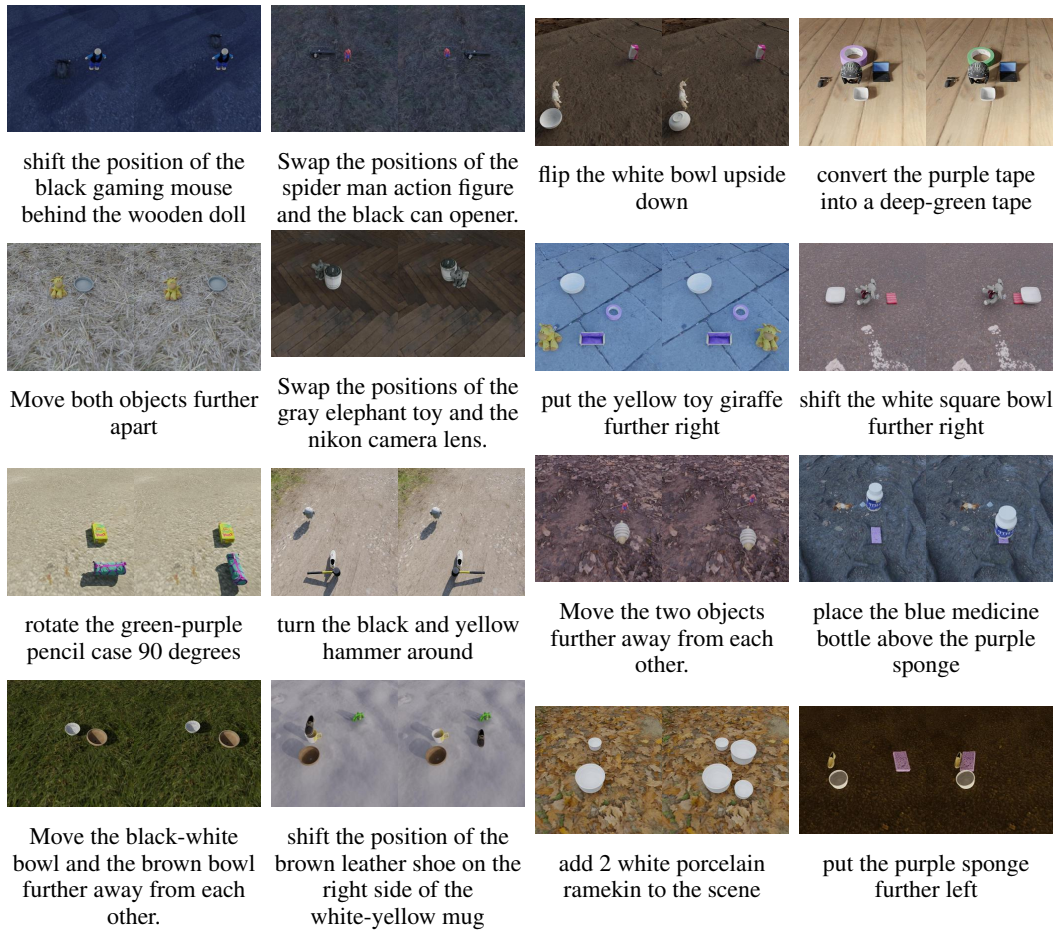 shift the position of the
black gaming mouse
behind the wooden doll
Swap the positions of the
spider man action figure
and the black can opener.
flip the white bowl upside
down
convert the purple tape
into a deep-green tape
Move both objects further
apart
Swap the positions of the
gray elephant toy and the
nikon camera lens.
put the yellow toy giraffe
further right
shift the white square bowl
further right
rotate the green-purple
pencil case 90 degrees
turn the black and yellow
hammer around
Move the two objects
further away from each
other.
place the blue medicine
bottle above the purple
sponge
Move the black-white
bowl and the brown bowl
further away from each
other.
shift the position of the
brown leather shoe on the
right side of the
white-yellow mug
add 2 white porcelain
ramekin to the scene
put the purple sponge
further left